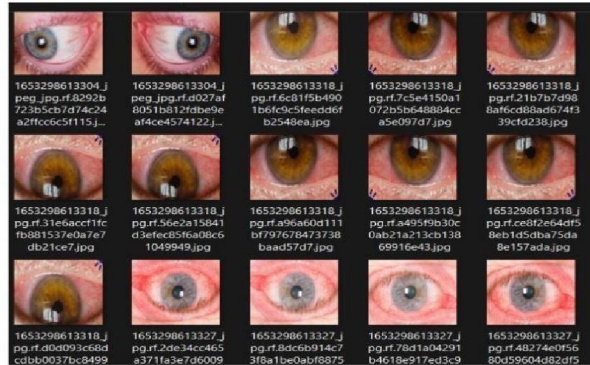 1653298613304_j
1653298613304_j
1653298613318_j
1653298613318_j
1653298613318_j
peg_jpg.rf.8292b
peg_jpg.rf.d027af
pg.rf.6c81f5b490
pg.rf.7c5e4150a1
pg.rf.21b7b7d98
723b5cb7d74c24
8051b812fdbe9e
1b6fc9c5feedd6f
072b5b648884cc
8af6cd88ad674f3
a2ffcc6c5f115.j...
af4ce4574122.j...
b2548ea.jpg
a5e097d7.jpg
39cfd238.jpg
1653298613318_j
1653298613318_j
1653298613318_j
1653298613318_j
1653298613318_j
pg.rf.31e6accf1fc
pg.rf.56e2a15841
pg.rf.a96a60d111
pg.rf.a495f9b30c
pg.rf.ce8f2e64df5
fb881537e0a7e7
d3efec85f6a08c6
bf797678473738
0ab21a213cb138
8eb1d5dba75da
db21ce7.jpg
1049949.jpg
baad57d7.jpg
69916e43.jpg
8e157ada.jpg
1653298613318_j
1653298613327_j
1653298613327_j
1653298613327_j
1653298613327_j
pg.rf.d0d093c68d
pg.rf.2de34cc465
pg.rf.8dc6b914c7
pg.rf.78d1a04291
pg.rf.48274e0f56
cdbb0037bc8499
a371fa3e7d6009
3f8a1be0abf8875
b4618e917ed3c9
80d59604d82df5